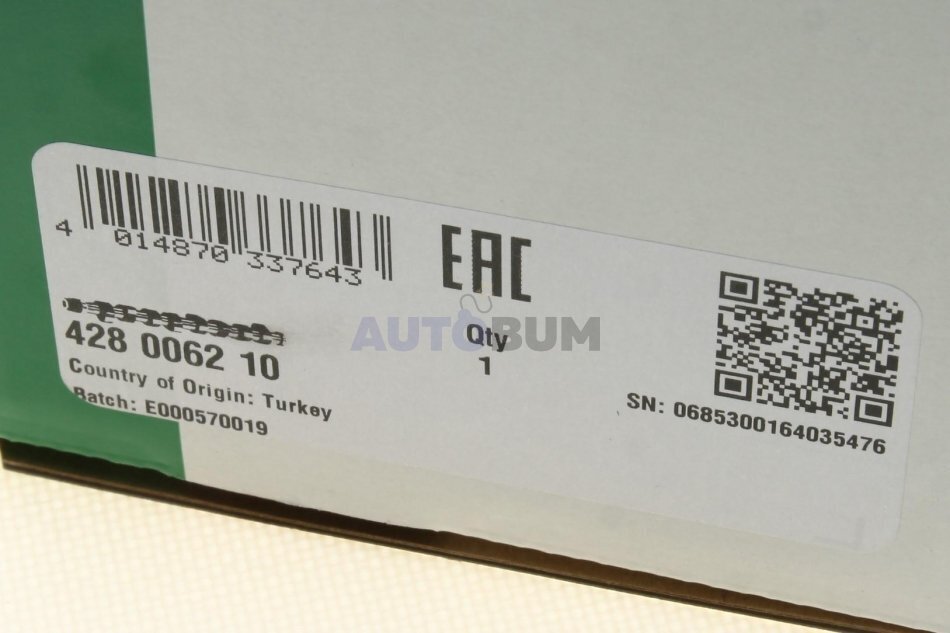 4 014870 337643
EAC
428 0062 10
Qty
1
Country of Origin: Turkey
Batch: E000570019
SN: 0685300164035476
AUTOBUM